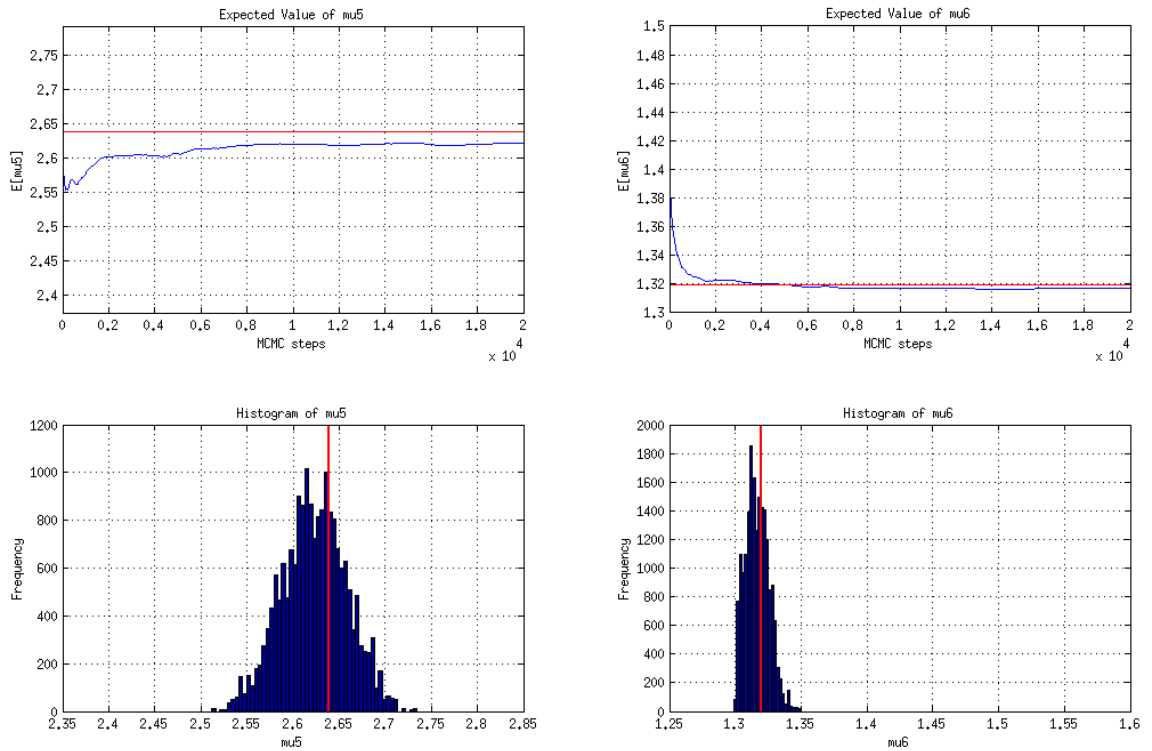 Expected Value of mu5
2.75
2.7
2.65
2.6
2.55
2.5
2.45
2.4
E[mu5]
0 0.2 0.4 0.6 0.8 1 1.2 1.4 1.6 1.8 2
MCMC steps
x 10
4
Expected Value of mu6
1.5
1.48
1.46
1.44
1.42
1.4
1.38
1.36
1.34
1.32
1.3
E[mu6]
0 0.2 0.4 0.6 0.8 1 1.2 1.4 1.6 1.8 2
MCMC steps
x 10
4
Histogram of mu5
1200
1000
800
600
400
200
0
Frequency
2.35 2.4 2.45 2.5 2.55 2.6 2.65 2.7 2.75 2.8 2.85
mu5
Histogram of mu6
2000
1800
1600
1400
1200
1000
800
600
400
200
0
Frequency
1.25 1.3 1.35 1.4 1.45 1.5 1.55 1.6
mu6